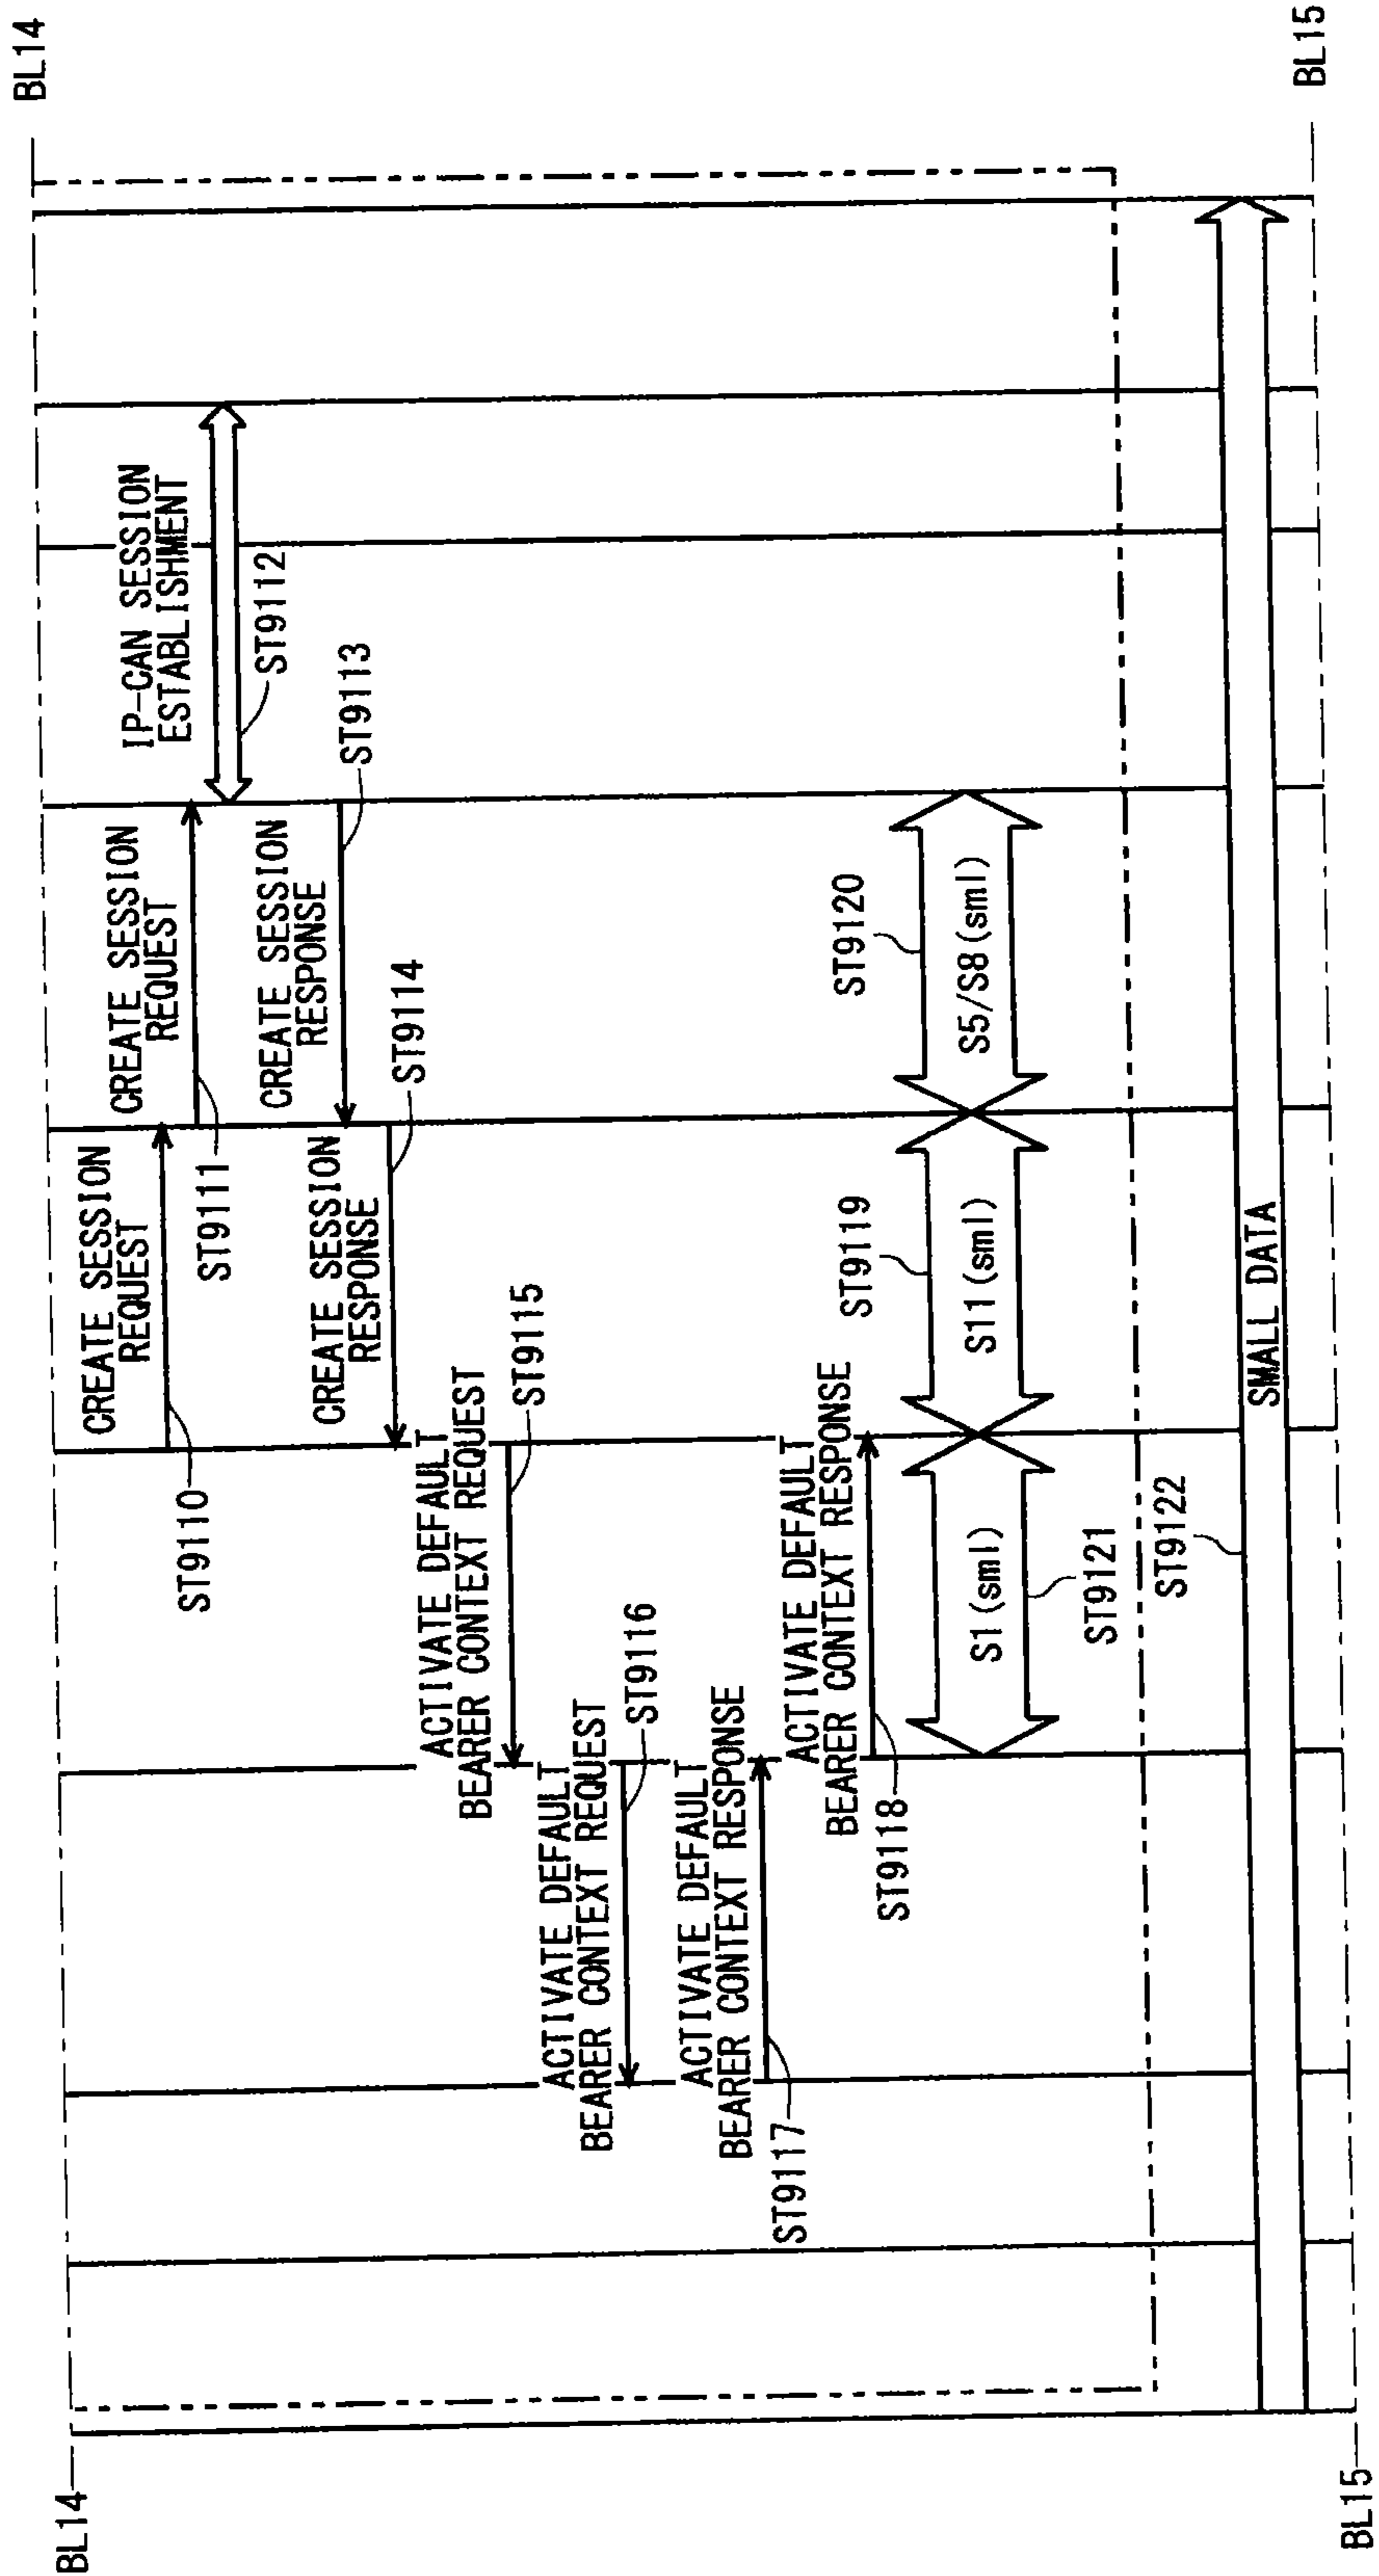 BL14
BL14
CREATE SESSION
REQUEST
ST9110
CREATE SESSION
REQUEST
ST9111
IP-CAN SESSION
ESTABLISHMENT
ST9112
CREATE SESSION
RESPONSE
ST9113
CREATE SESSION
RESPONSE
ST9114
ACTIVATE DEFAULT
BEARER CONTEXT REQUEST
ST9115
ACTIVATE DEFAULT
BEARER CONTEXT REQUEST
ST9116
ACTIVATE DEFAULT
BEARER CONTEXT RESPONSE
ST9117
ACTIVATE DEFAULT
BEARER CONTEXT RESPONSE
ST9118
ST9119
ST9120
S1(sml)
S11(sml)
S5/S8(sml)
ST9121
ST9122
SMALL DATA
BL15
BL15